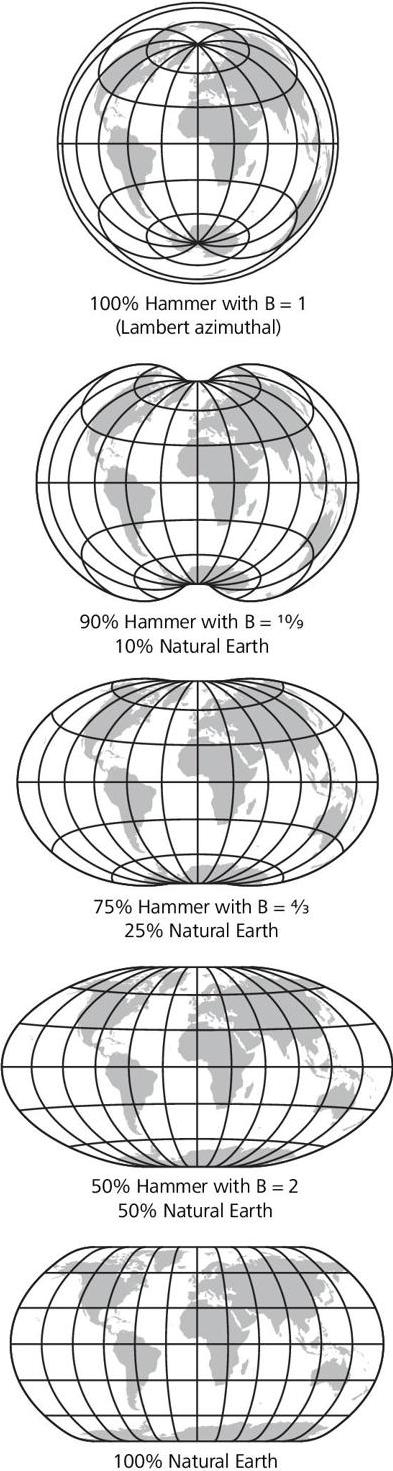 100% Hammer with B = 1
(Lambert azimuthal)
90% Hammer with B = ¹⁰⁄₉
10% Natural Earth
75% Hammer with B = ⁴⁄₃
25% Natural Earth
50% Hammer with B = 2
50% Natural Earth
100% Natural Earth